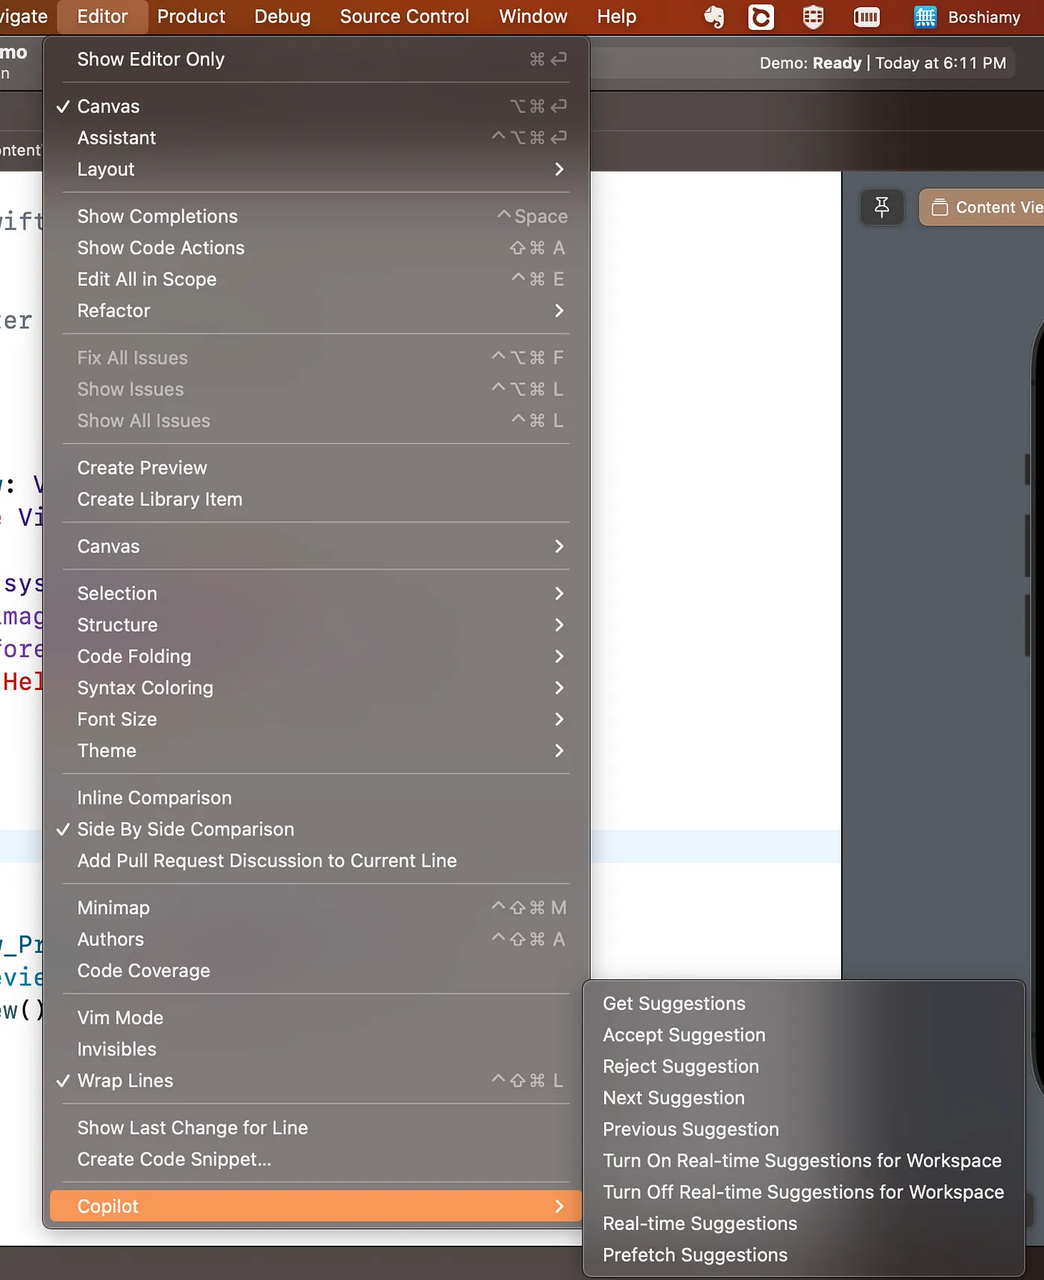 vigate Editor Product Debug Source Control Window Help 無 Boshiamy
mo
n
Demo: Ready | Today at 6:11 PM
ontent
Content Vie
Show Editor Only ⌘ ↩
✓ Canvas ⌥ ⌘ ↩
Assistant ^ ⌥ ⌘ ↩
Layout >
Show Completions ^ Space
Show Code Actions ⇧ ⌘ A
Edit All in Scope ^ ⌘ E
Refactor >
Fix All Issues ^ ⌥ ⌘ F
Show Issues ^ ⌥ ⌘ L
Show All Issues ^ ⌘ L
Create Preview
Create Library Item
Canvas >
Selection >
Structure >
Code Folding >
Syntax Coloring >
Font Size >
Theme >
Inline Comparison
✓ Side By Side Comparison
Add Pull Request Discussion to Current Line
Minimap ^ ⇧ ⌘ M
Authors ^ ⇧ ⌘ A
Code Coverage
Vim Mode
Invisibles
✓ Wrap Lines ^ ⇧ ⌘ L
Show Last Change for Line
Create Code Snippet...
Copilot >
Get Suggestions
Accept Suggestion
Reject Suggestion
Next Suggestion
Previous Suggestion
Turn On Real-time Suggestions for Workspace
Turn Off Real-time Suggestions for Workspace
Real-time Suggestions
Prefetch Suggestions
wift
ter
: V
Vi
sys
imag
fore
Hel
_Pr
evie
ew()